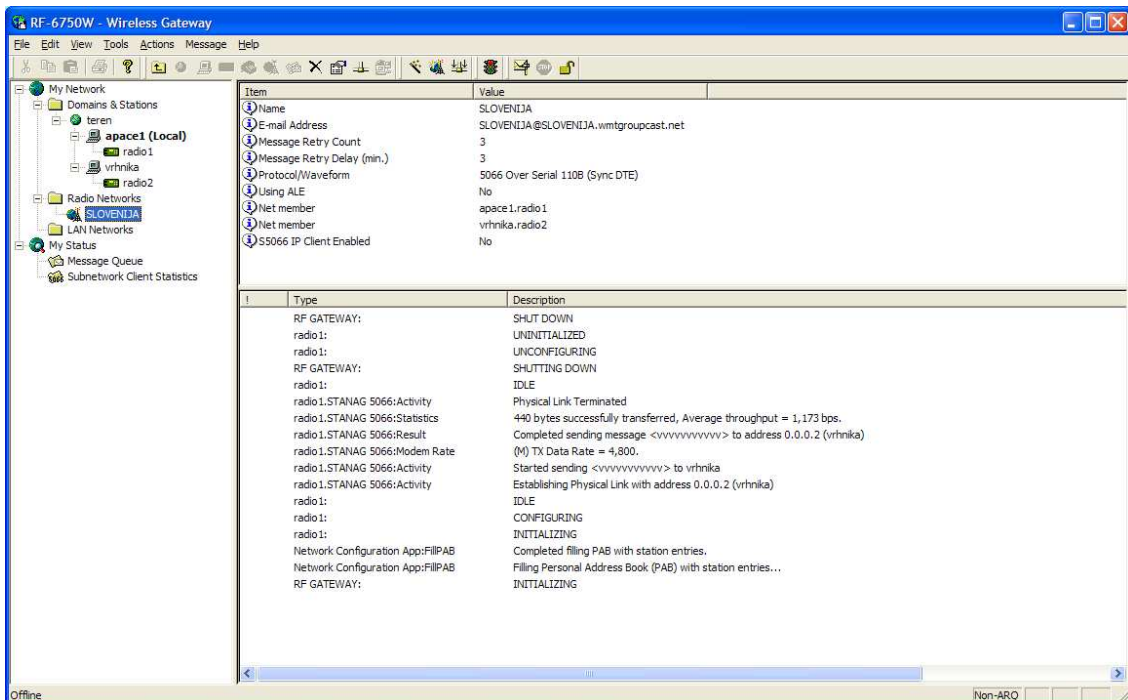 RF-6750W - Wireless Gateway
File Edit View Tools Actions Message Help
My Network
Domains & Stations
teren
apace1 (Local)
radio1
vrhnika
radio2
Radio Networks
SLOVENIJA
LAN Networks
My Status
Message Queue
Subnetwork Client Statistics
Item Value
Name SLOVENIJA
E-mail Address SLOVENIJA@SLOVENIJA.wmtgroupcast.net
Message Retry Count 3
Message Retry Delay (min.) 3
Protocol/Waveform 5066 Over Serial 110B (Sync DTE)
Using ALE No
Net member apace1.radio1
Net member vrhnika.radio2
S5066 IP Client Enabled No
! Type Description
RF GATEWAY: SHUT DOWN
radio1: UNINITIALIZED
radio1: UNCONFIGURING
RF GATEWAY: SHUTTING DOWN
radio1: IDLE
radio1.STANAG 5066:Activity Physical Link Terminated
radio1.STANAG 5066:Statistics 440 bytes successfully transferred, Average throughput = 1,173 bps.
radio1.STANAG 5066:Result Completed sending message <vvvvvvvvvvv> to address 0.0.0.2 (vrhnika)
radio1.STANAG 5066:Modem Rate (M) TX Data Rate = 4,800.
radio1.STANAG 5066:Activity Started sending <vvvvvvvvvvv> to vrhnika
radio1.STANAG 5066:Activity Establishing Physical Link with address 0.0.0.2 (vrhnika)
radio1: IDLE
radio1: CONFIGURING
radio1: INITIALIZING
Network Configuration App:FillPAB Completed filling PAB with station entries.
Network Configuration App:FillPAB Filling Personal Address Book (PAB) with station entries...
RF GATEWAY: INITIALIZING
Offline Non-ARQ